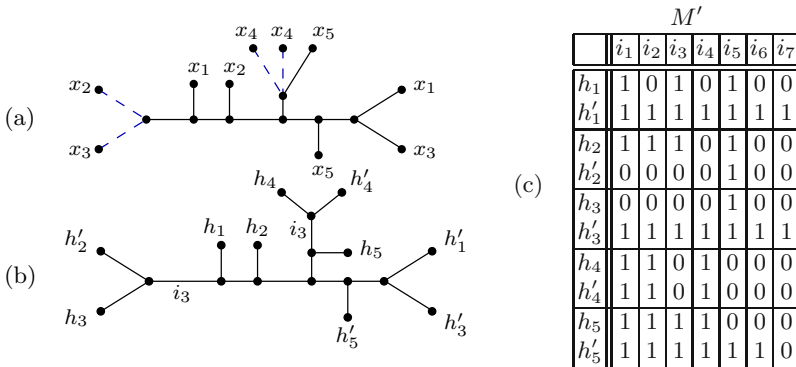 x4 x4 x5
x2 x1 x2 x1
(a)
x3 x5 x3
h4 h'4
h'2 h1 h2 i3 h5 h'1
(b)
h3 i3 h'5 h'3
(c)
M'
i1 i2 i3 i4 i5 i6 i7
h1 1 0 1 0 1 0 0
h'1 1 1 1 1 1 1 1
h2 1 1 1 0 1 0 0
h'2 0 0 0 0 1 0 0
h3 0 0 0 0 1 0 0
h'3 1 1 1 1 1 1 1
h4 1 1 0 1 0 0 0
h'4 1 1 0 1 0 0 0
h5 1 1 1 1 0 0 0
h'5 1 1 1 1 1 1 0